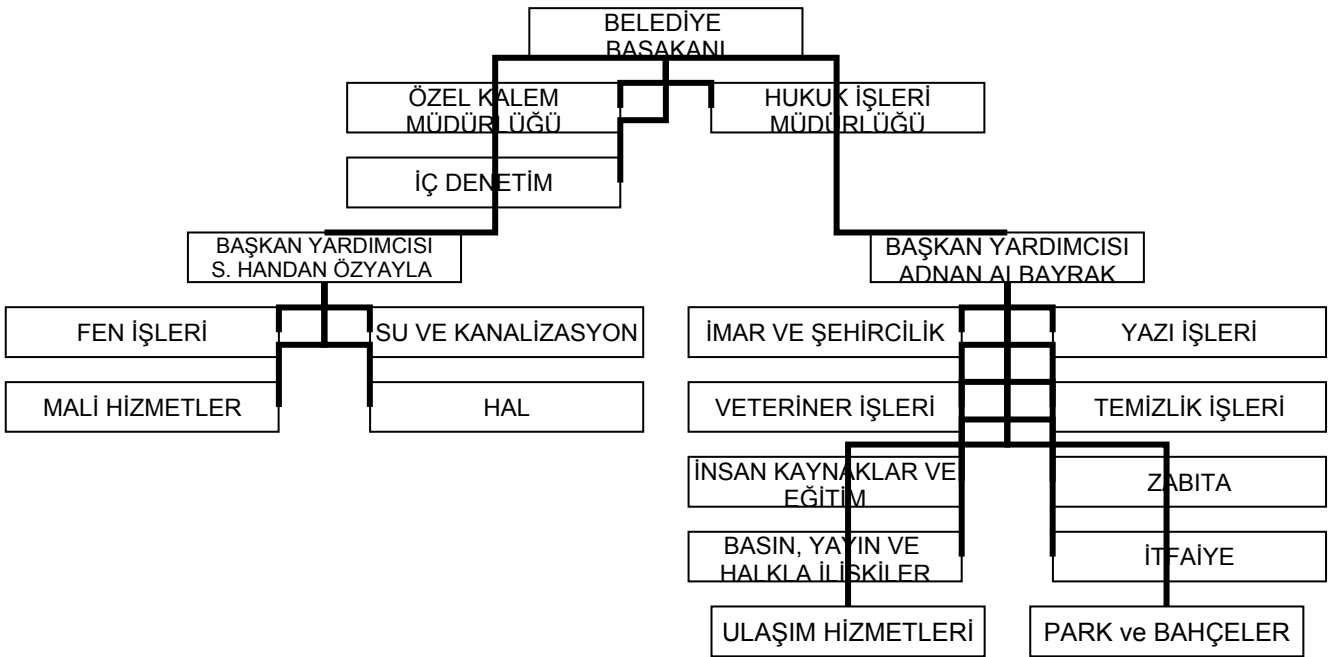 BELEDİYE
BAŞAKANI
ÖZEL KALEM
MÜDÜRLÜĞÜ
HUKUK İŞLERİ
MÜDÜRLÜĞÜ
İÇ DENETİM
BAŞKAN YARDIMCISI
S. HANDAN ÖZYAYLA
BAŞKAN YARDIMCISI
ADNAN ALBAYRAK
FEN İŞLERİ
SU VE KANALİZASYON
MALİ HİZMETLER
HAL
İMAR VE ŞEHİRCİLİK
YAZI İŞLERİ
VETERİNER İŞLERİ
TEMİZLİK İŞLERİ
İNSAN KAYNAKLAR VE
EĞİTİM
ZABITA
BASIN, YAYIN VE
HALKLA İLİŞKİLER
İTFAİYE
ULAŞIM HİZMETLERİ
PARK ve BAHÇELER